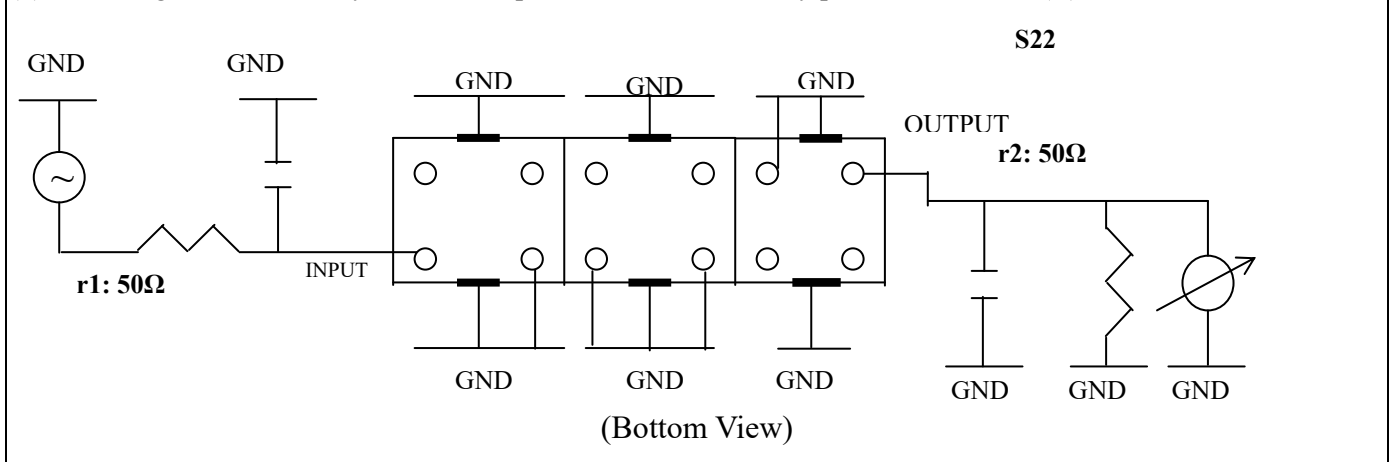 S22
GND GND GND GND GND
OUTPUT
r2: 50Ω
~
INPUT
r1: 50Ω
GND GND GND GND GND GND
(Bottom View)